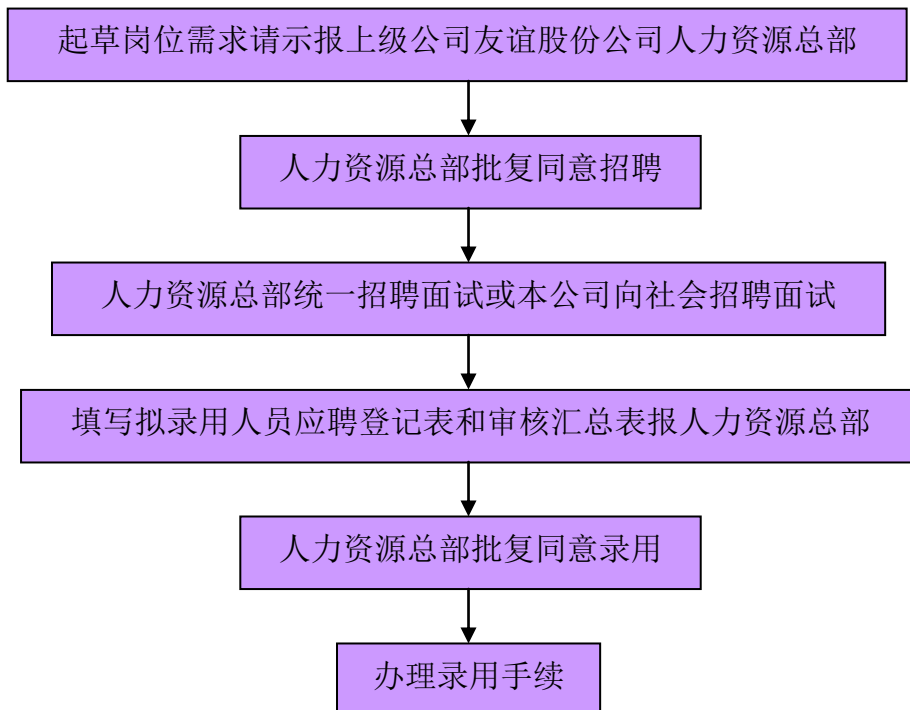 起草岗位需求请示报上级公司友谊股份公司人力资源总部
人力资源总部批复同意招聘
人力资源总部统一招聘面试或本公司向社会招聘面试
填写拟录用人员应聘登记表和审核汇总表报人力资源总部
人力资源总部批复同意录用
办理录用手续